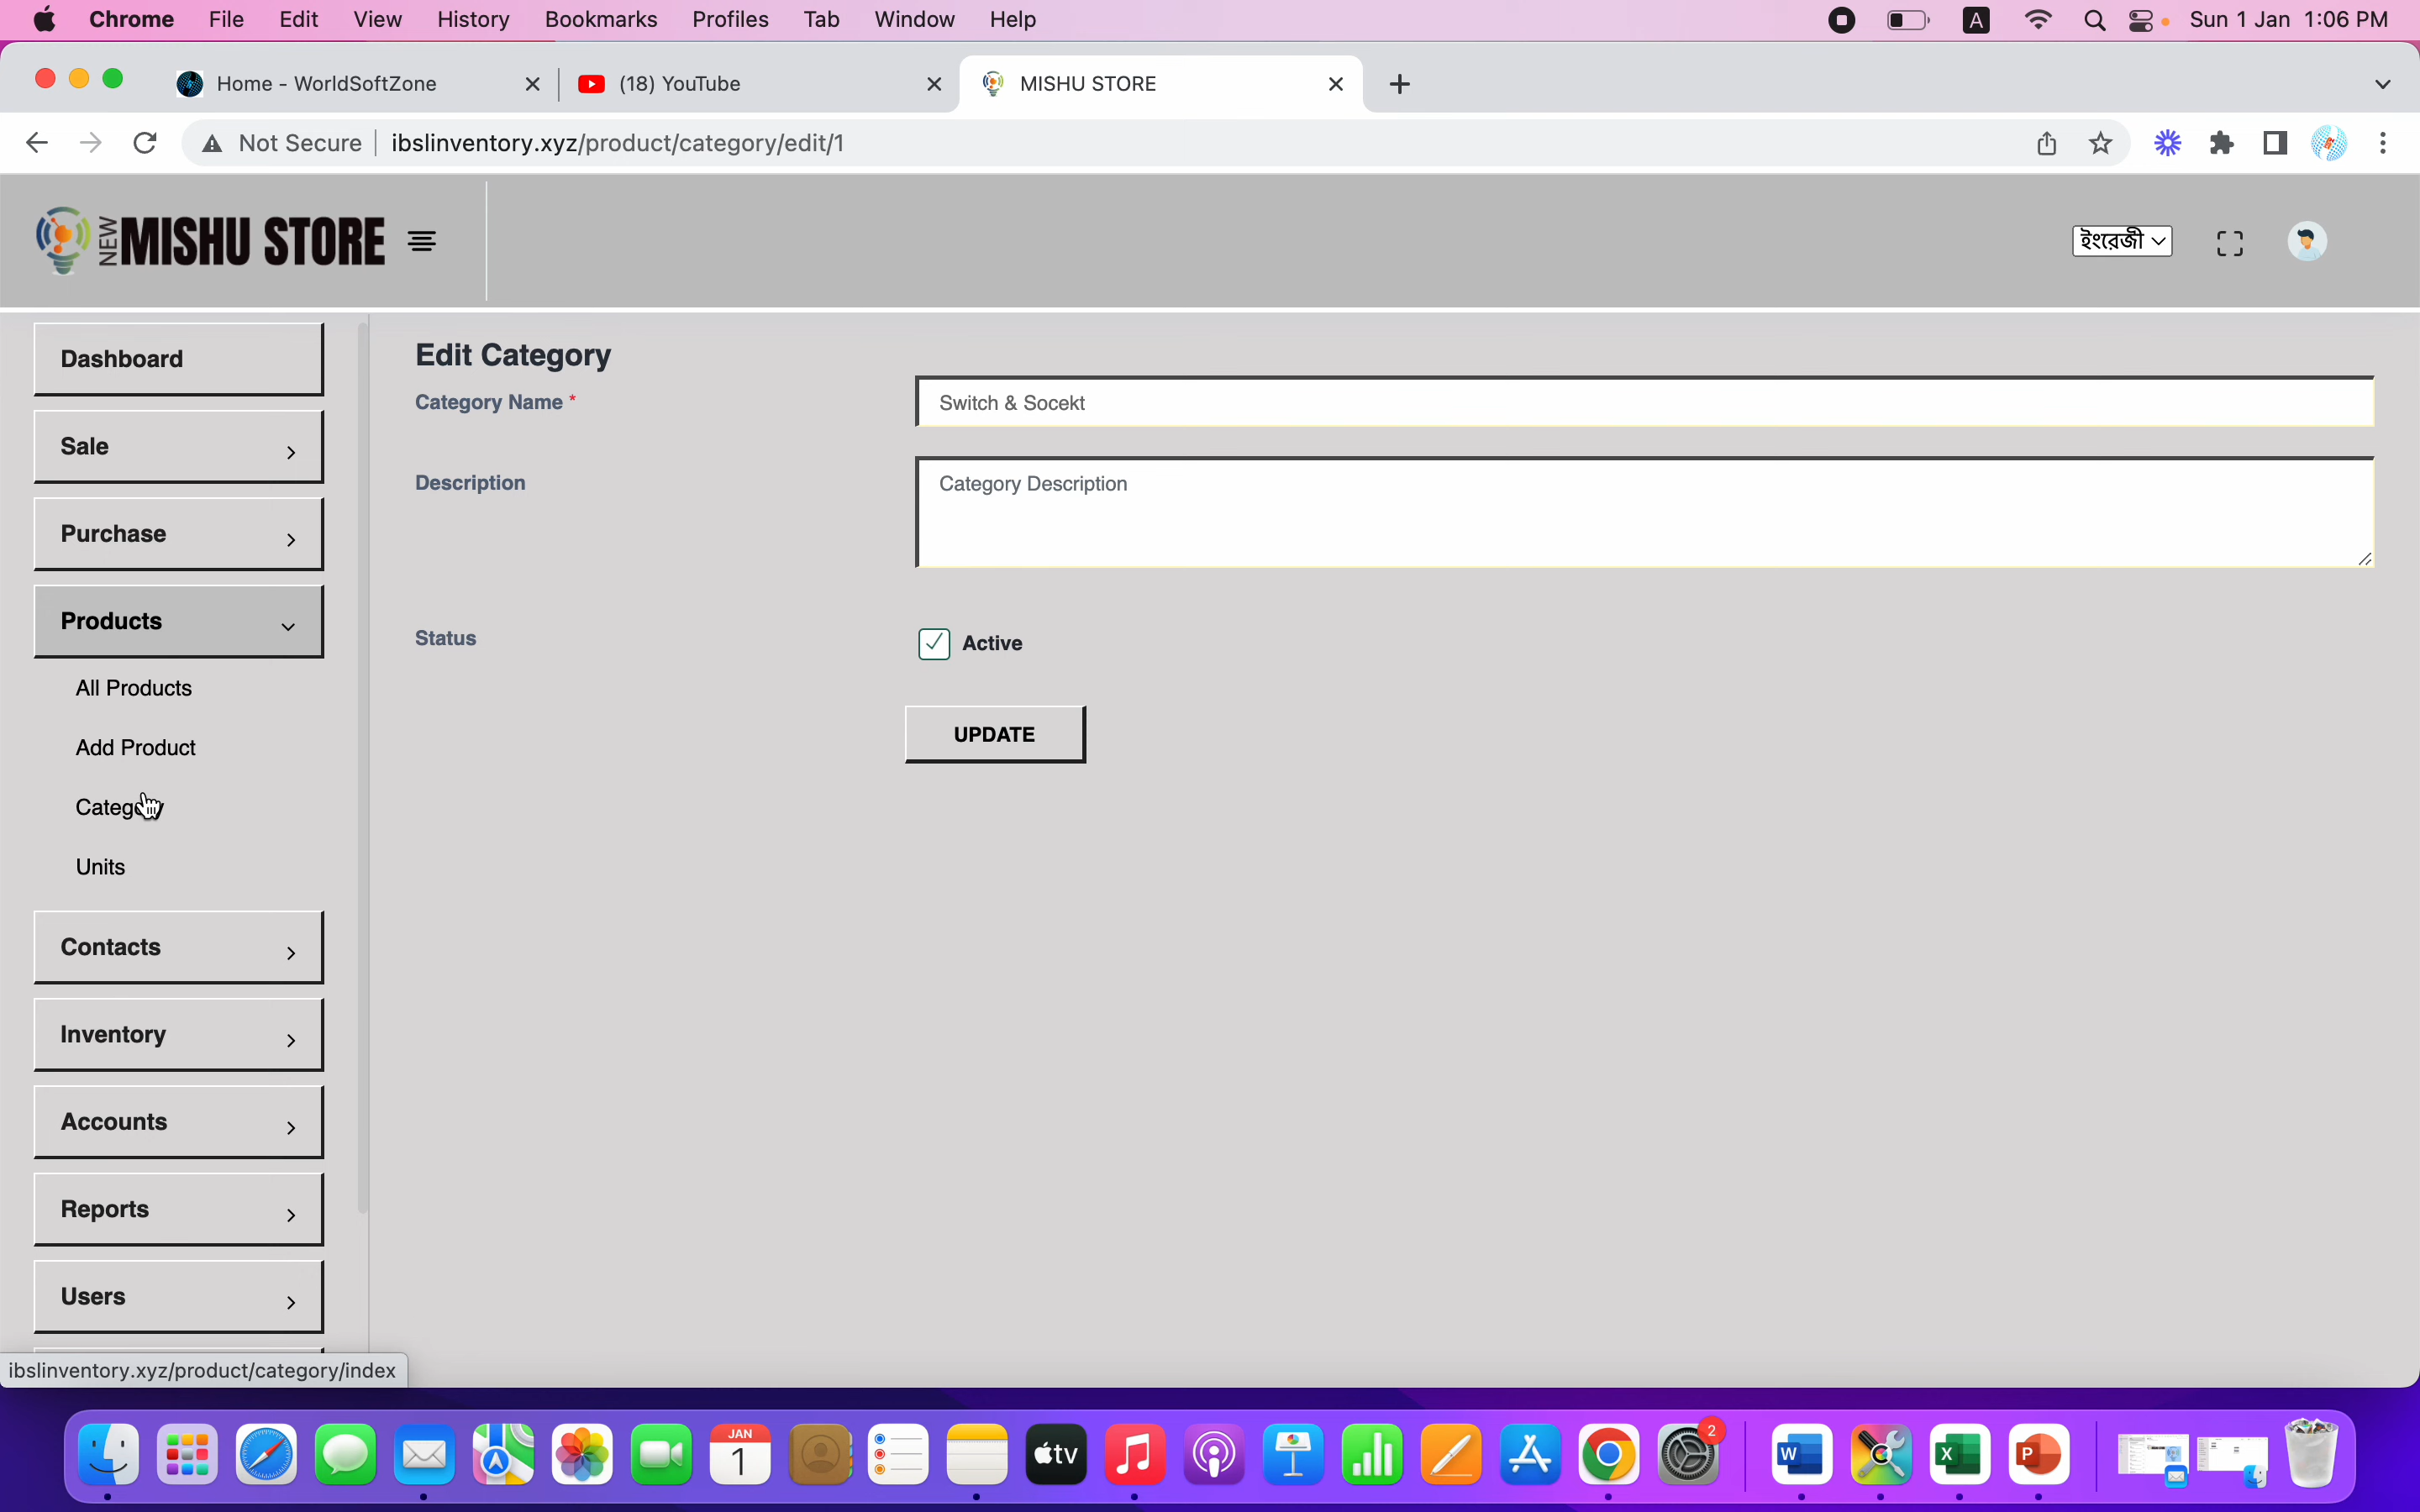 Chrome File Edit View History Bookmarks Profiles Tab Window Help A Sun 1 Jan 1:06 PM
Home - WorldSoftZone (18) YouTube MISHU STORE
Not Secure ibslinventory.xyz/product/category/edit/1
NEW MISHU STORE ইংরেজী
Dashboard
Sale
Purchase
Products
All Products
Add Product
Category
Units
Contacts
Inventory
Accounts
Reports
Users
Edit Category
Category Name * Switch & Socekt
Description Category Description
Status Active
UPDATE
ibslinventory.xyz/product/category/index
JAN
1
tv
2
W
X
P